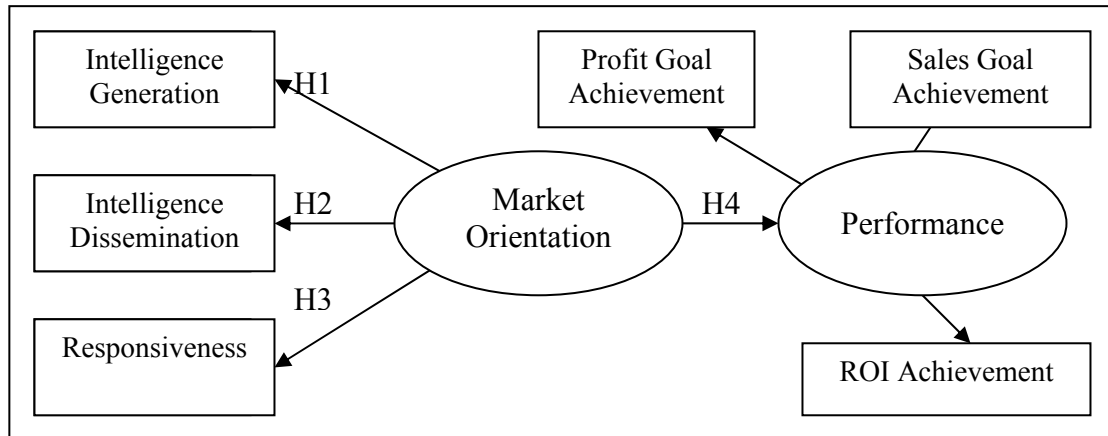 Intelligence
Generation
H1
Profit Goal
Achievement
Sales Goal
Achievement
Intelligence
Dissemination
H2
Market
Orientation
H4
Performance
H3
Responsiveness
ROI Achievement